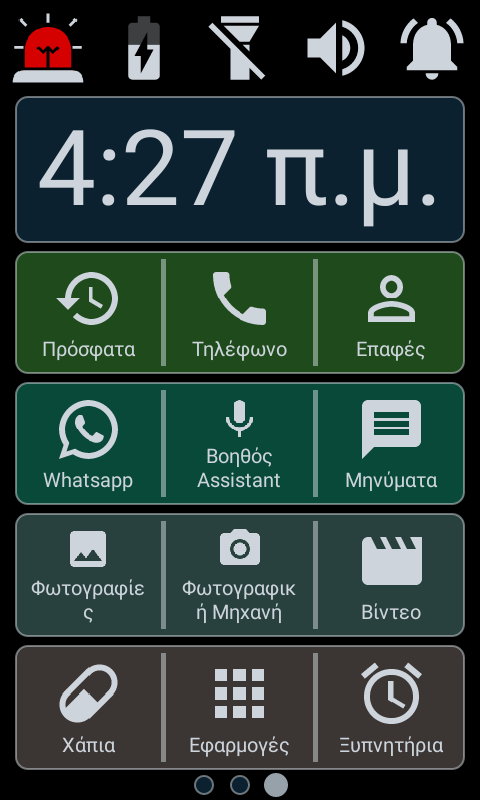 4:27 π.μ.
Πρόσφατα
Τηλέφωνο
Επαφές
Whatsapp
Βοηθός
Assistant
Μηνύματα
Φωτογραφίε
ς
Φωτογραφικ
ή Μηχανή
Βίντεο
Χάπια
Εφαρμογές
Ξυπνητήρια